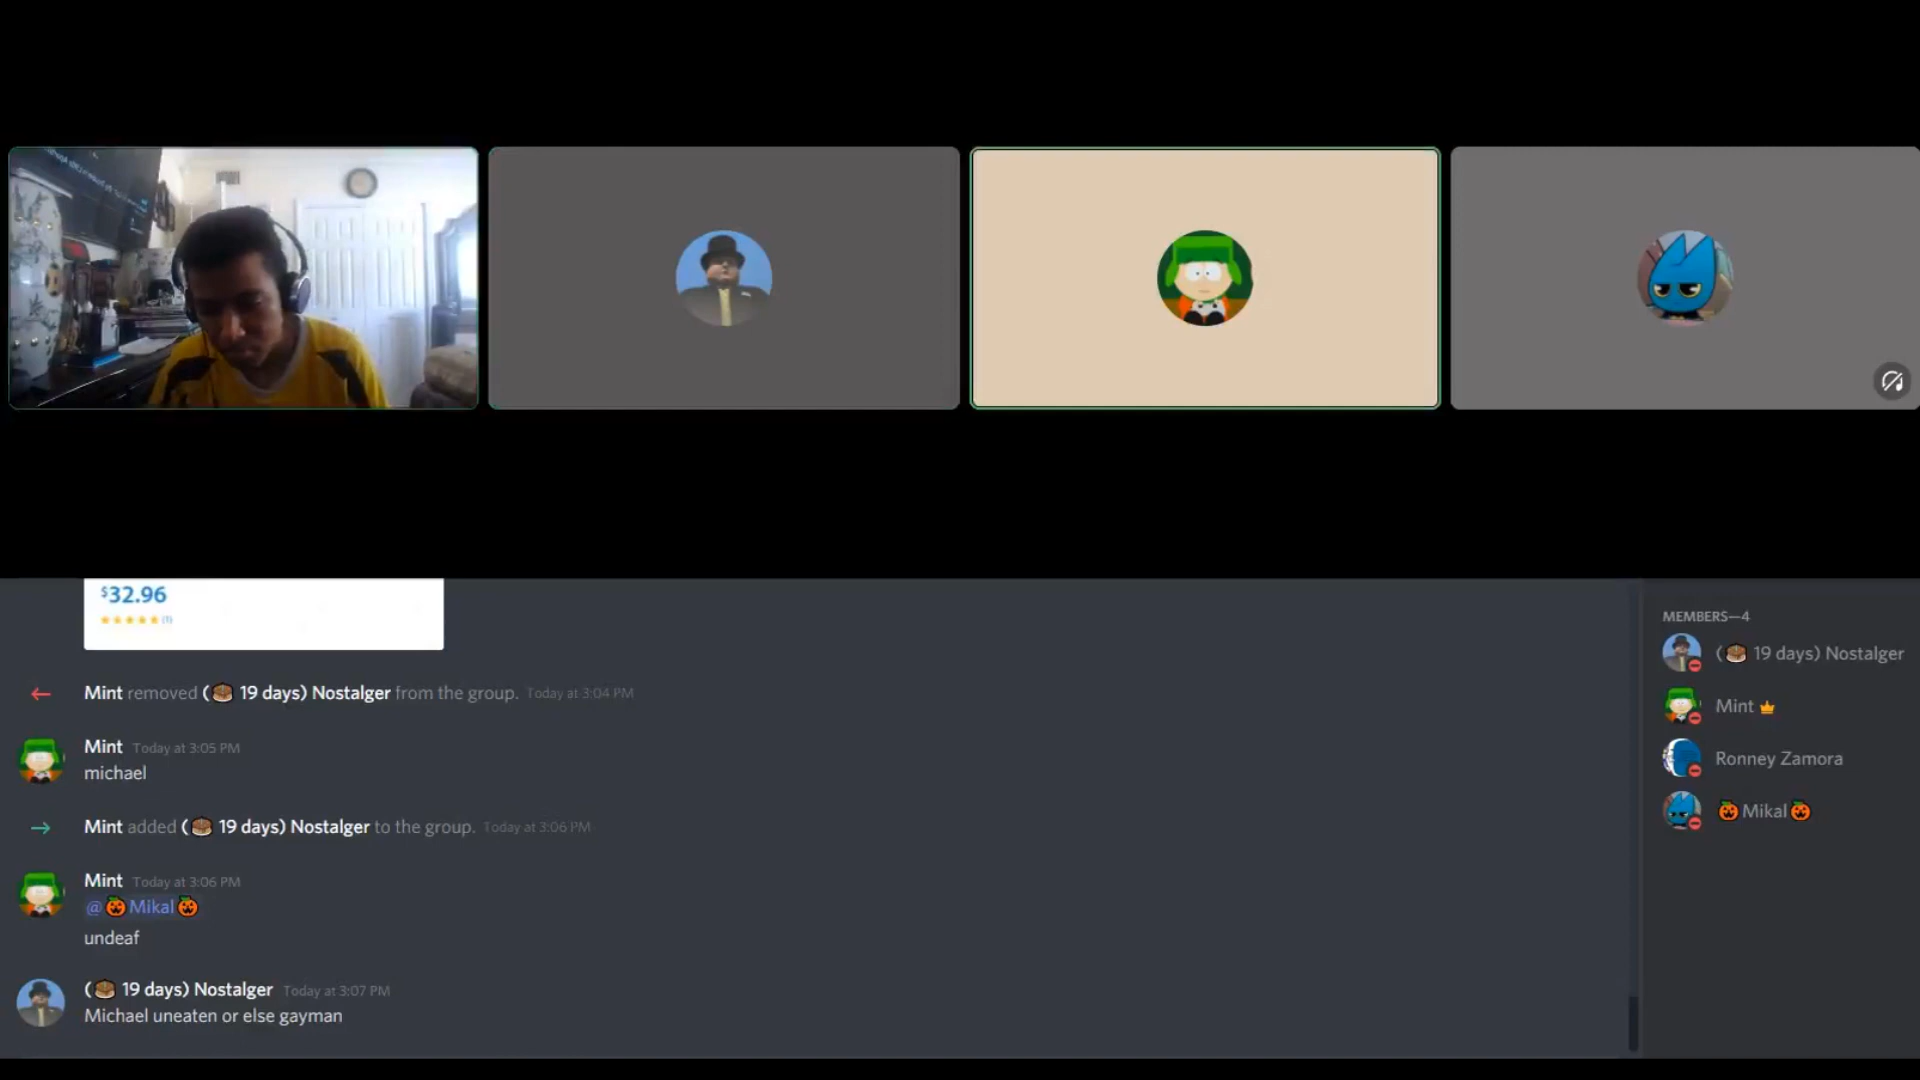 $32.96
(1)
Mint removed (🎂 19 days) Nostalger from the group. Today at 3:04 PM
Mint Today at 3:05 PM
michael
Mint added (🎂 19 days) Nostalger to the group. Today at 3:06 PM
Mint Today at 3:06 PM
@🎃Mikal🎃
undeaf
(🎂 19 days) Nostalger Today at 3:07 PM
Michael uneaten or else gayman
MEMBERS—4
(🎂 19 days) Nostalger
Mint
Ronney Zamora
🎃Mikal🎃